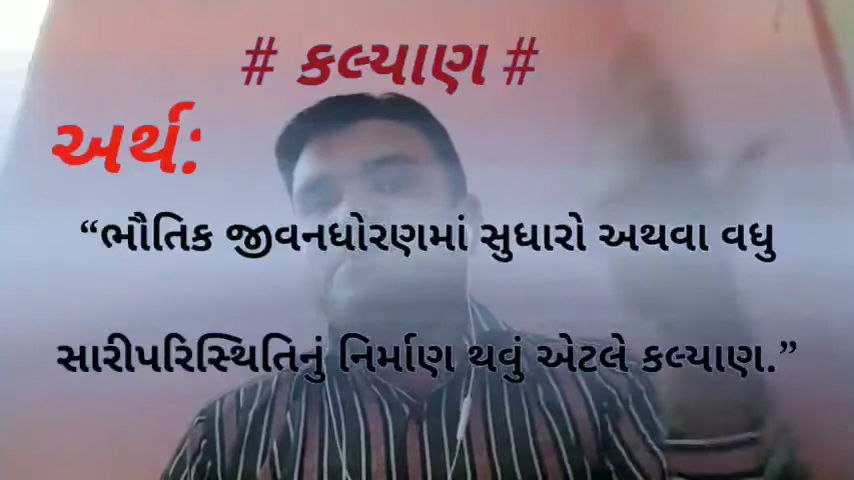 # કલ્યાણ #
અર્થ:
“ભૌતિક જીવનધોરણમાં સુધારો અથવા વધુ
સારીપરિસ્થિતિનું નિર્માણ થવું એટલે કલ્યાણ.”